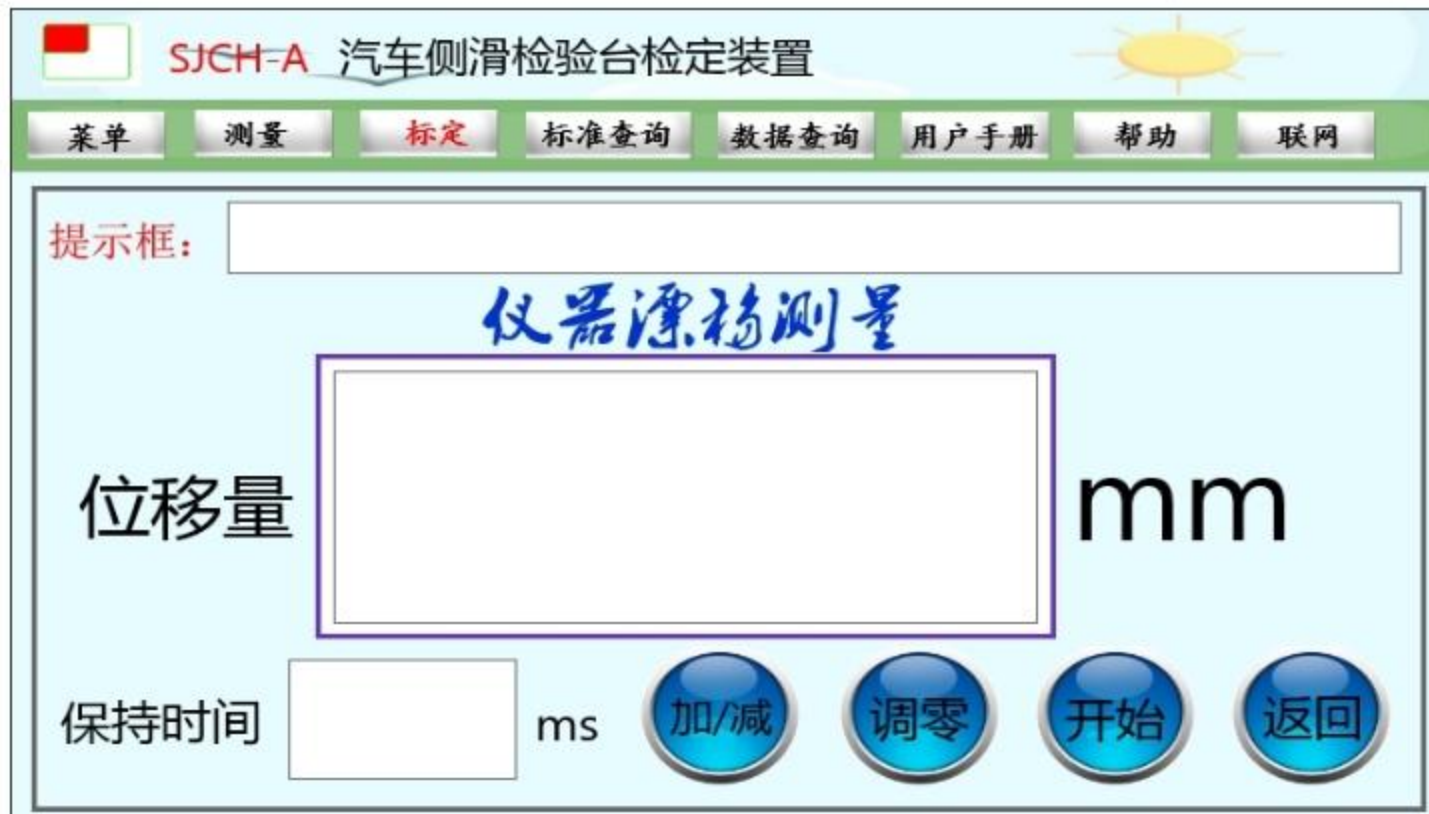 SJCH-A 汽车侧滑检验台检定装置
菜单 测量 标定 标准查询 数据查询 用户手册 帮助 联网
提示框：
仪器漂移测量
位移量 mm
保持时间 ms 加/减 调零 开始 返回